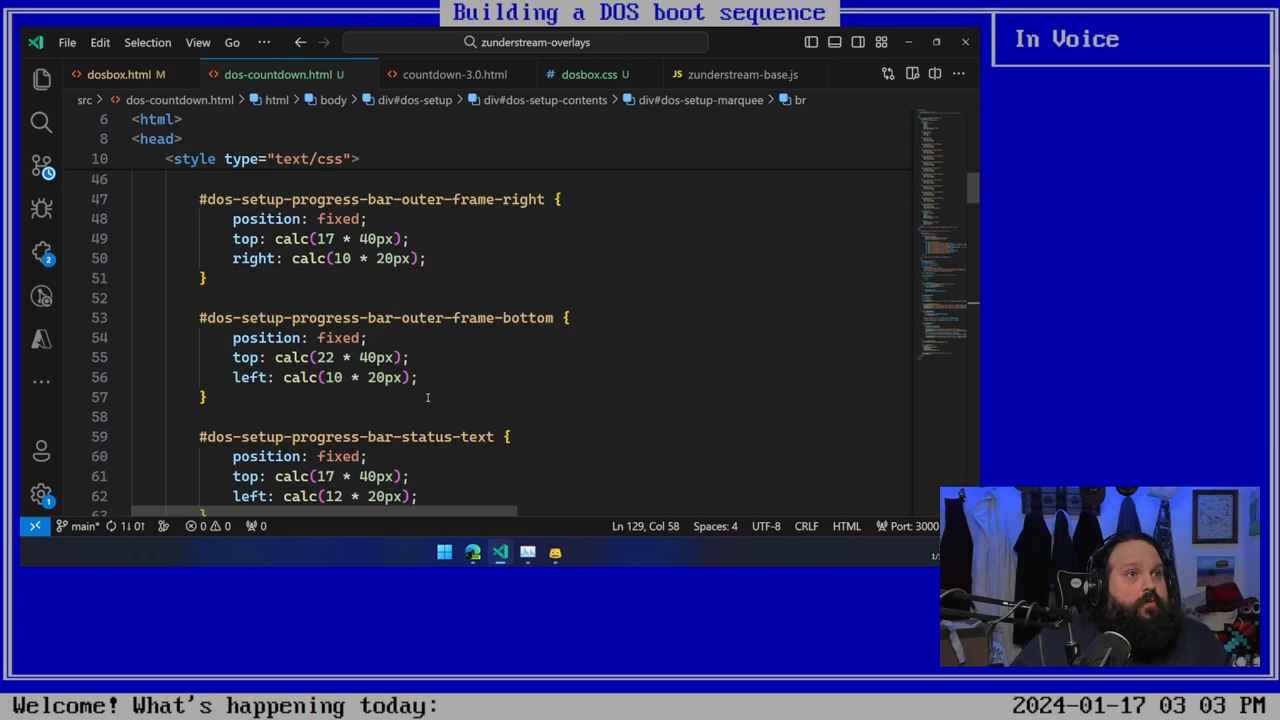 Building a DOS boot sequence
File Edit Selection View Go ··· zunderstream-overlays
dosbox.html M dos-countdown.html U countdown-3.0.html dosbox.css U zunderstream-base.js
src > dos-countdown.html > html > body > div#dos-setup > div#dos-setup-contents > div#dos-setup-marquee > br
6 <html>
8 <head>
10 <style type="text/css">
46
47 #dos-setup-progress-bar-outer-frame-right {
48 position: fixed;
49 top: calc(17 * 40px);
50 right: calc(10 * 20px);
51 }
52
53 #dos-setup-progress-bar-outer-frame-bottom {
54 position: fixed;
55 top: calc(22 * 40px);
56 left: calc(10 * 20px);
57 }
58
59 #dos-setup-progress-bar-status-text {
60 position: fixed;
61 top: calc(17 * 40px);
62 left: calc(12 * 20px);
63 }
main* 1↓ 0↑ 0 0 0 Ln 129, Col 58 Spaces: 4 UTF-8 CRLF HTML Port: 3000
In Voice
Welcome! What's happening today:
2024-01-17 03 03 PM